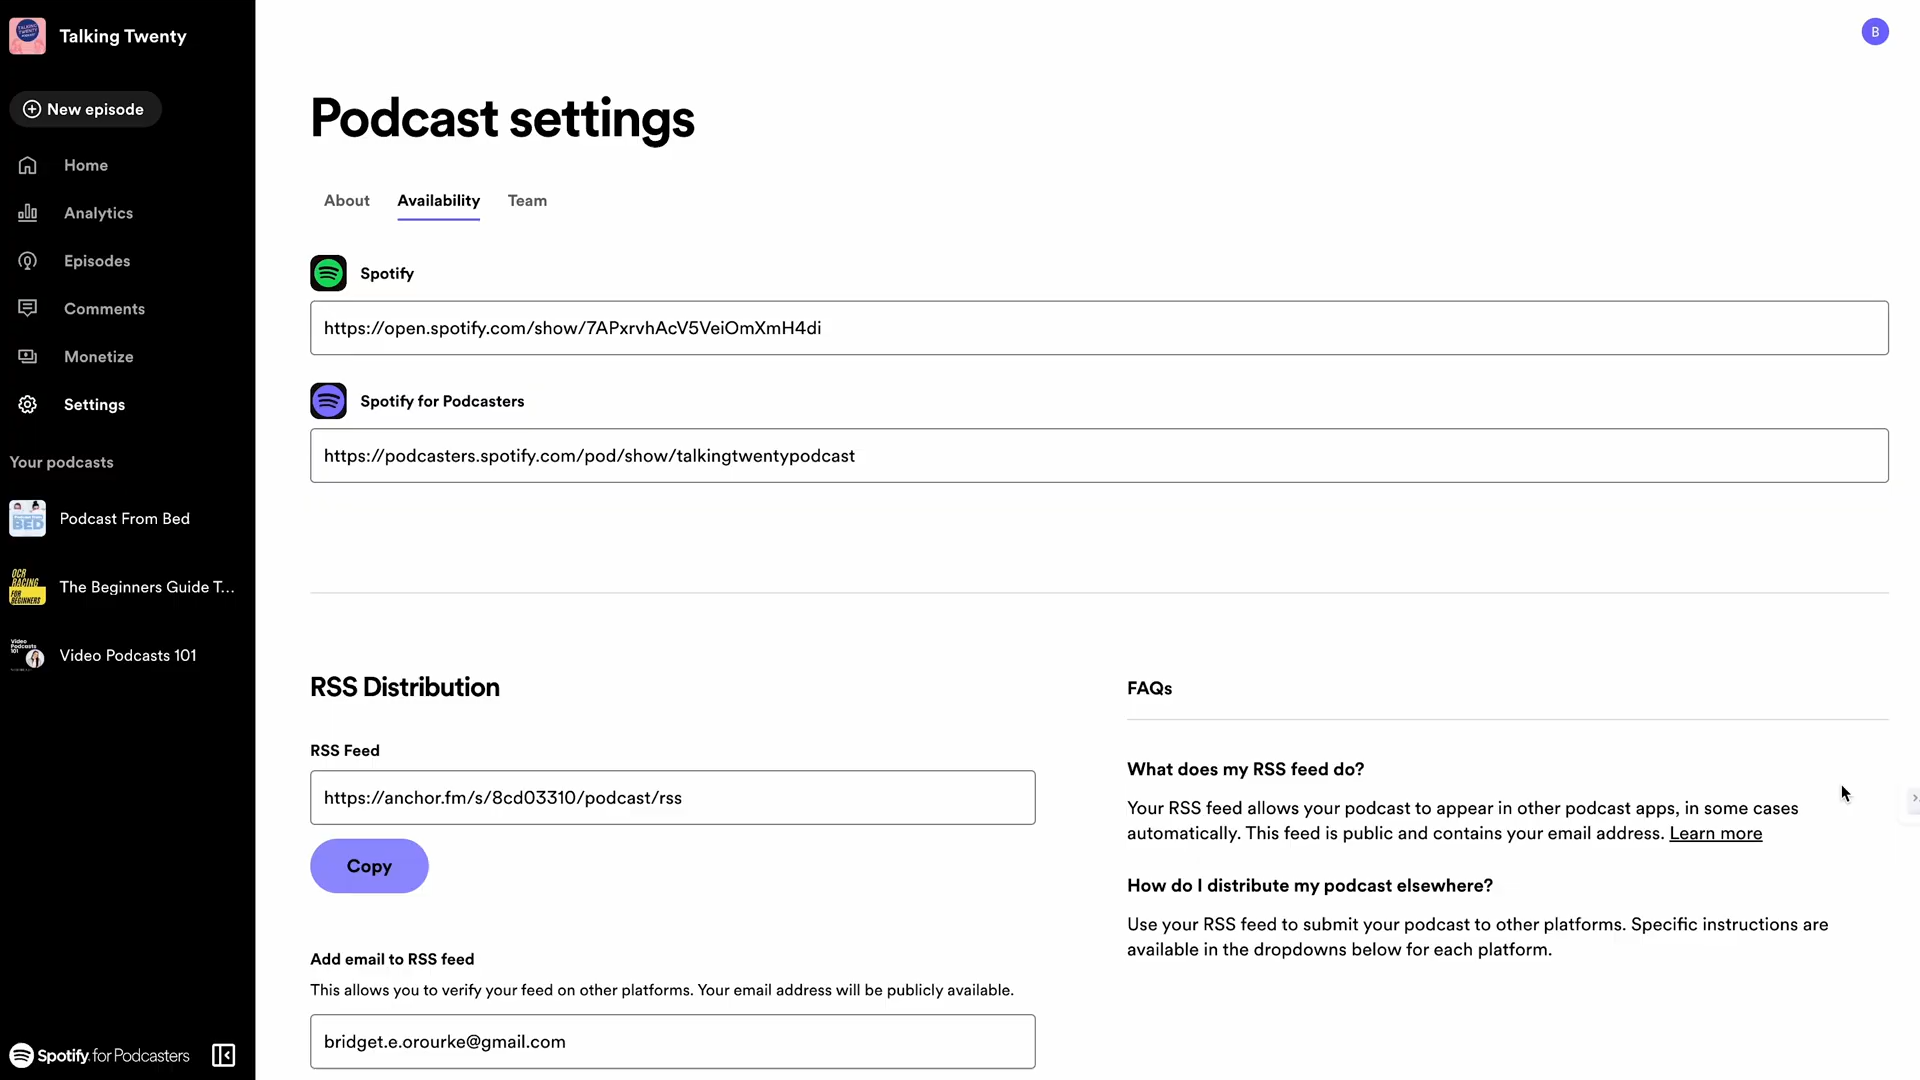 Talking Twenty
New episode
Home
Analytics
Episodes
Comments
Monetize
Settings
Your podcasts
Podcast From Bed
The Beginners Guide T...
Video Podcasts 101
Spotify for Podcasters
B
Podcast settings
About
Availability
Team
Spotify
https://open.spotify.com/show/7APxrvhAcV5VeiOmXmH4di
Spotify for Podcasters
https://podcasters.spotify.com/pod/show/talkingtwentypodcast
RSS Distribution
RSS Feed
https://anchor.fm/s/8cd03310/podcast/rss
Copy
Add email to RSS feed
This allows you to verify your feed on other platforms. Your email address will be publicly available.
bridget.e.orourke@gmail.com
FAQs
What does my RSS feed do?
Your RSS feed allows your podcast to appear in other podcast apps, in some cases
automatically. This feed is public and contains your email address. Learn more
How do I distribute my podcast elsewhere?
Use your RSS feed to submit your podcast to other platforms. Specific instructions are
available in the dropdowns below for each platform.